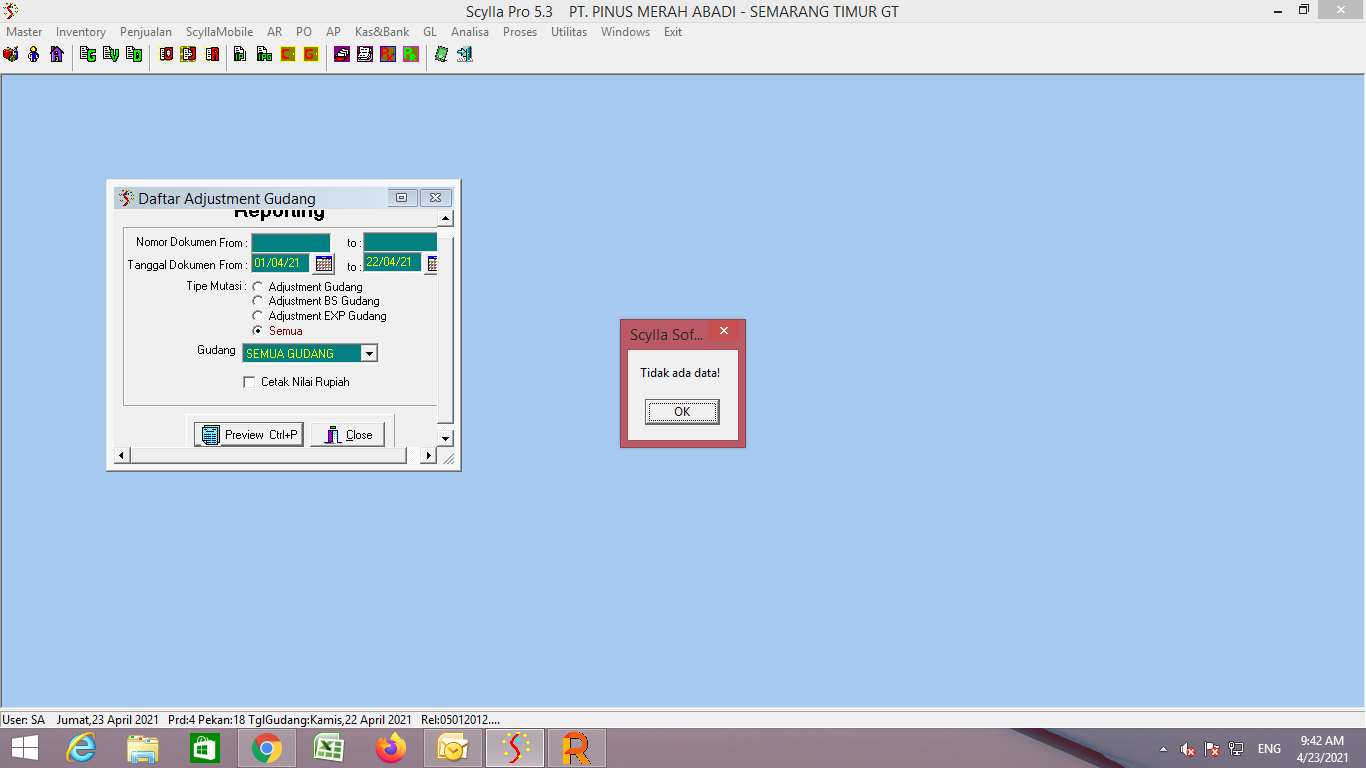 Scylla Pro 5.3 PT. PINUS MERAH ABADI - SEMARANG TIMUR GT
Master Inventory Penjualan ScyllaMobile AR PO AP Kas&Bank GL Analisa Proses Utilitas Windows Exit
Daftar Adjustment Gudang
Reporting
Nomor Dokumen From : to :
Tanggal Dokumen From : 01/04/21 to : 22/04/21
Tipe Mutasi : Adjustment Gudang
Adjustment BS Gudang
Adjustment EXP Gudang
Semua
Gudang SEMUA GUDANG
Cetak Nilai Rupiah
Preview Ctrl+P Close
Scylla Sof...
Tidak ada data!
OK
User: SA Jumat,23 April 2021 Prd:4 Pekan:18 TglGudang:Kamis,22 April 2021 Rel:05012012....
ENG
9:42 AM
4/23/2021